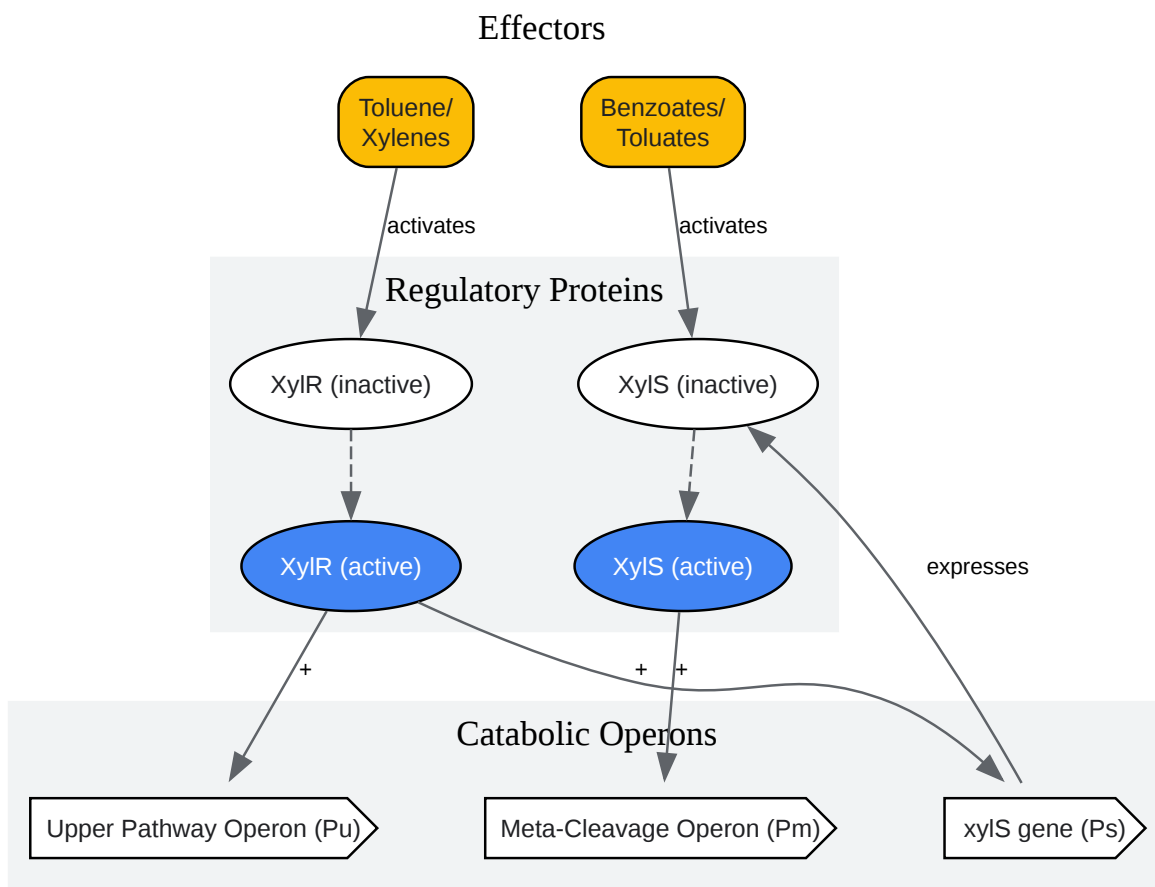 Effectors
Toluene/
Xylenes
Benzoates/
Toluates
activates
activates
Regulatory Proteins
XylR (inactive)
XylS (inactive)
XylR (active)
XylS (active)
expresses
+
+
+
Catabolic Operons
Upper Pathway Operon (Pu)
Meta-Cleavage Operon (Pm)
xylS gene (Ps)